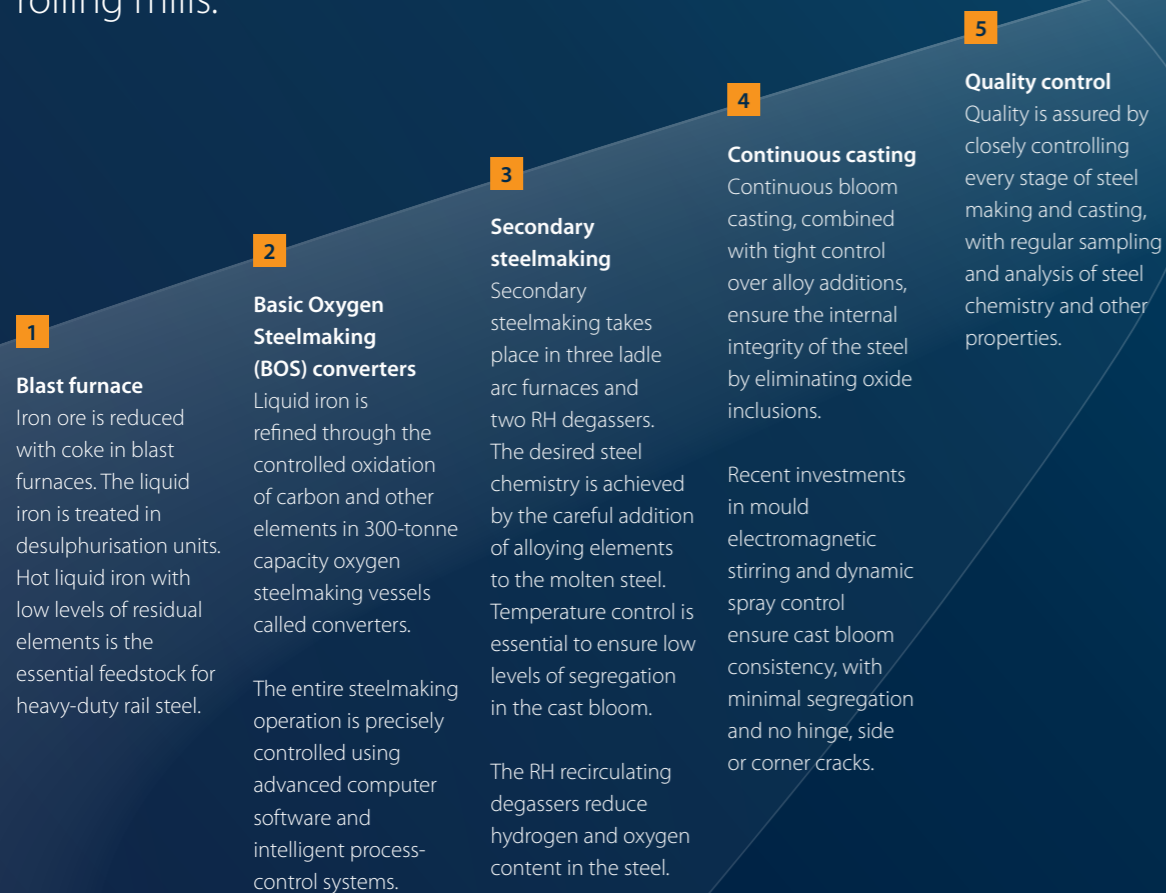 rolling mills.
1
Blast furnace
Iron ore is reduced
with coke in blast
furnaces. The liquid
iron is treated in
desulphurisation units.
Hot liquid iron with
low levels of residual
elements is the
essential feedstock for
heavy-duty rail steel.
2
Basic Oxygen
Steelmaking
(BOS) converters
Liquid iron is
refined through the
controlled oxidation
of carbon and other
elements in 300-tonne
capacity oxygen
steelmaking vessels
called converters.
The entire steelmaking
operation is precisely
controlled using
advanced computer
software and
intelligent process-
control systems.
3
Secondary
steelmaking
Secondary
steelmaking takes
place in three ladle
arc furnaces and
two RH degassers.
The desired steel
chemistry is achieved
by the careful addition
of alloying elements
to the molten steel.
Temperature control is
essential to ensure low
levels of segregation
in the cast bloom.
The RH recirculating
degassers reduce
hydrogen and oxygen
content in the steel.
4
Continuous casting
Continuous bloom
casting, combined
with tight control
over alloy additions,
ensure the internal
integrity of the steel
by eliminating oxide
inclusions.
Recent investments
in mould
electromagnetic
stirring and dynamic
spray control
ensure cast bloom
consistency, with
minimal segregation
and no hinge, side
or corner cracks.
5
Quality control
Quality is assured by
closely controlling
every stage of steel
making and casting,
with regular sampling
and analysis of steel
chemistry and other
properties.